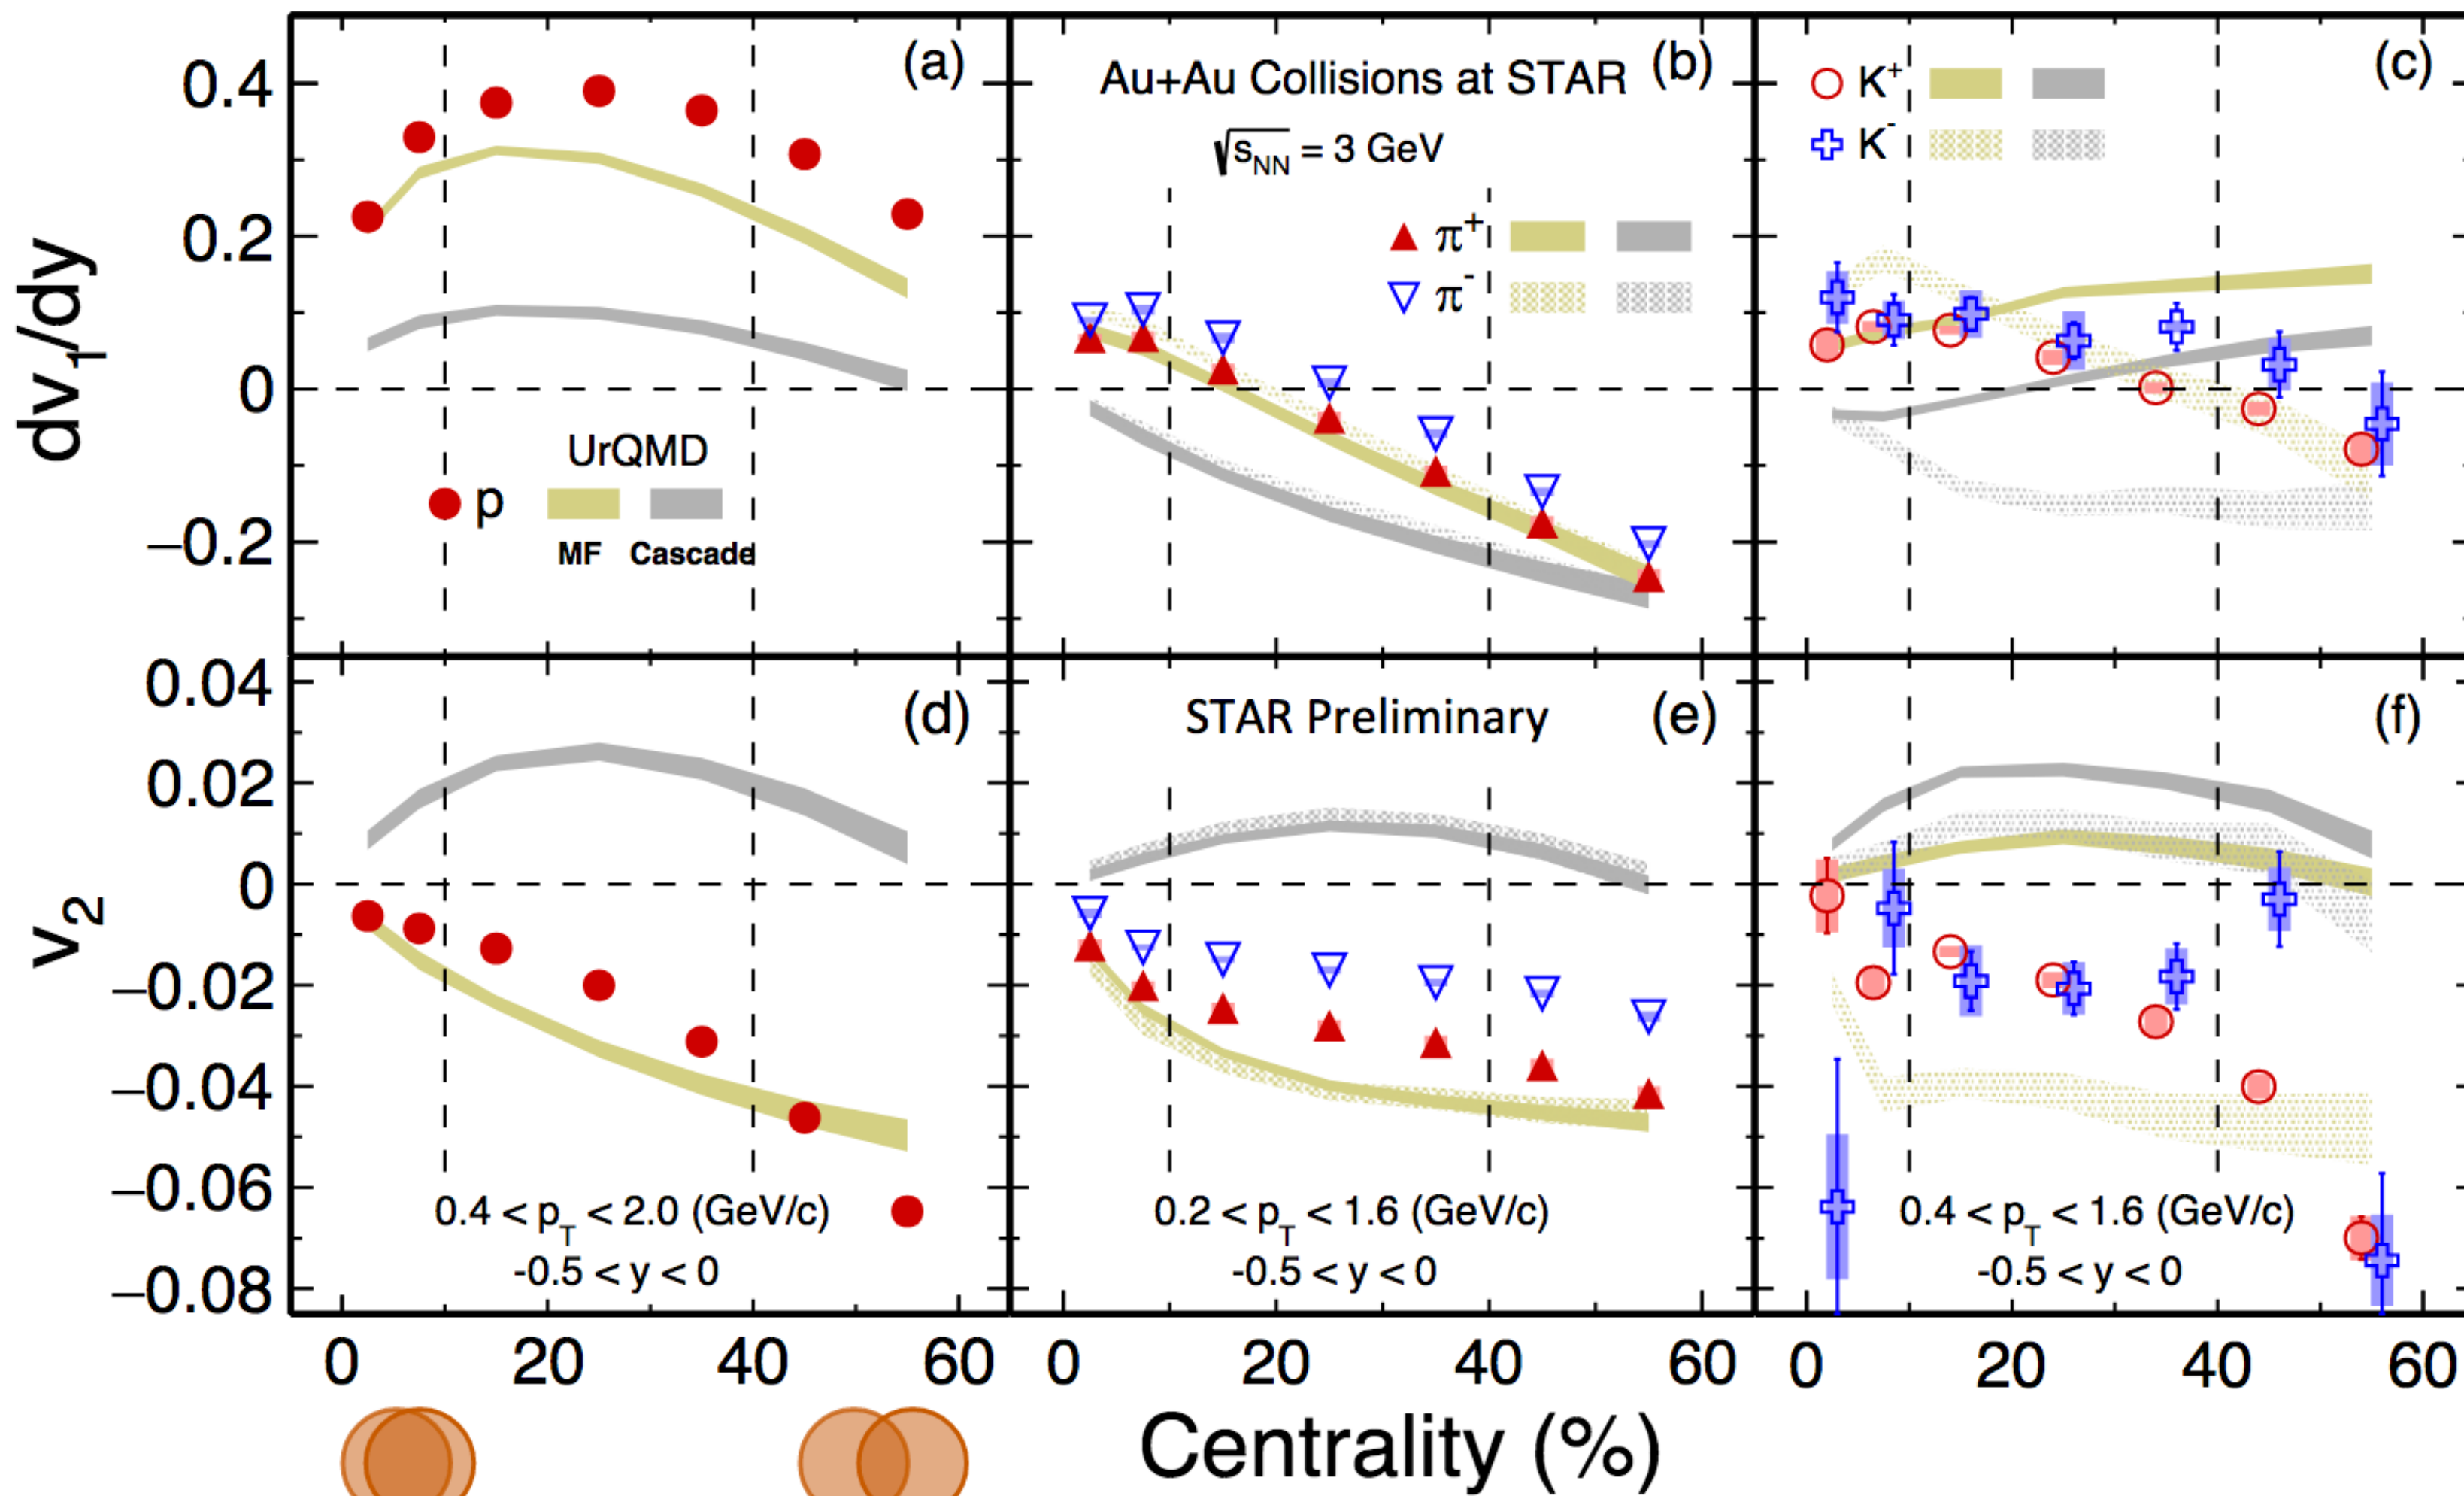 (a)
0.4
0.2
0
−0.2
dv1/dy
UrQMD
p
MF Cascade
(b)
Au+Au Collisions at STAR
√sNN = 3 GeV
π+
π-
(c)
K+
K-
(d)
0.04
0.02
0
−0.02
−0.04
−0.06
−0.08
v2
0.4 < pT < 2.0 (GeV/c)
-0.5 < y < 0
STAR Preliminary
(e)
0.2 < pT < 1.6 (GeV/c)
-0.5 < y < 0
(f)
0.4 < pT < 1.6 (GeV/c)
-0.5 < y < 0
0 20 40 60 0 20 40 60 0 20 40 60
Centrality (%)